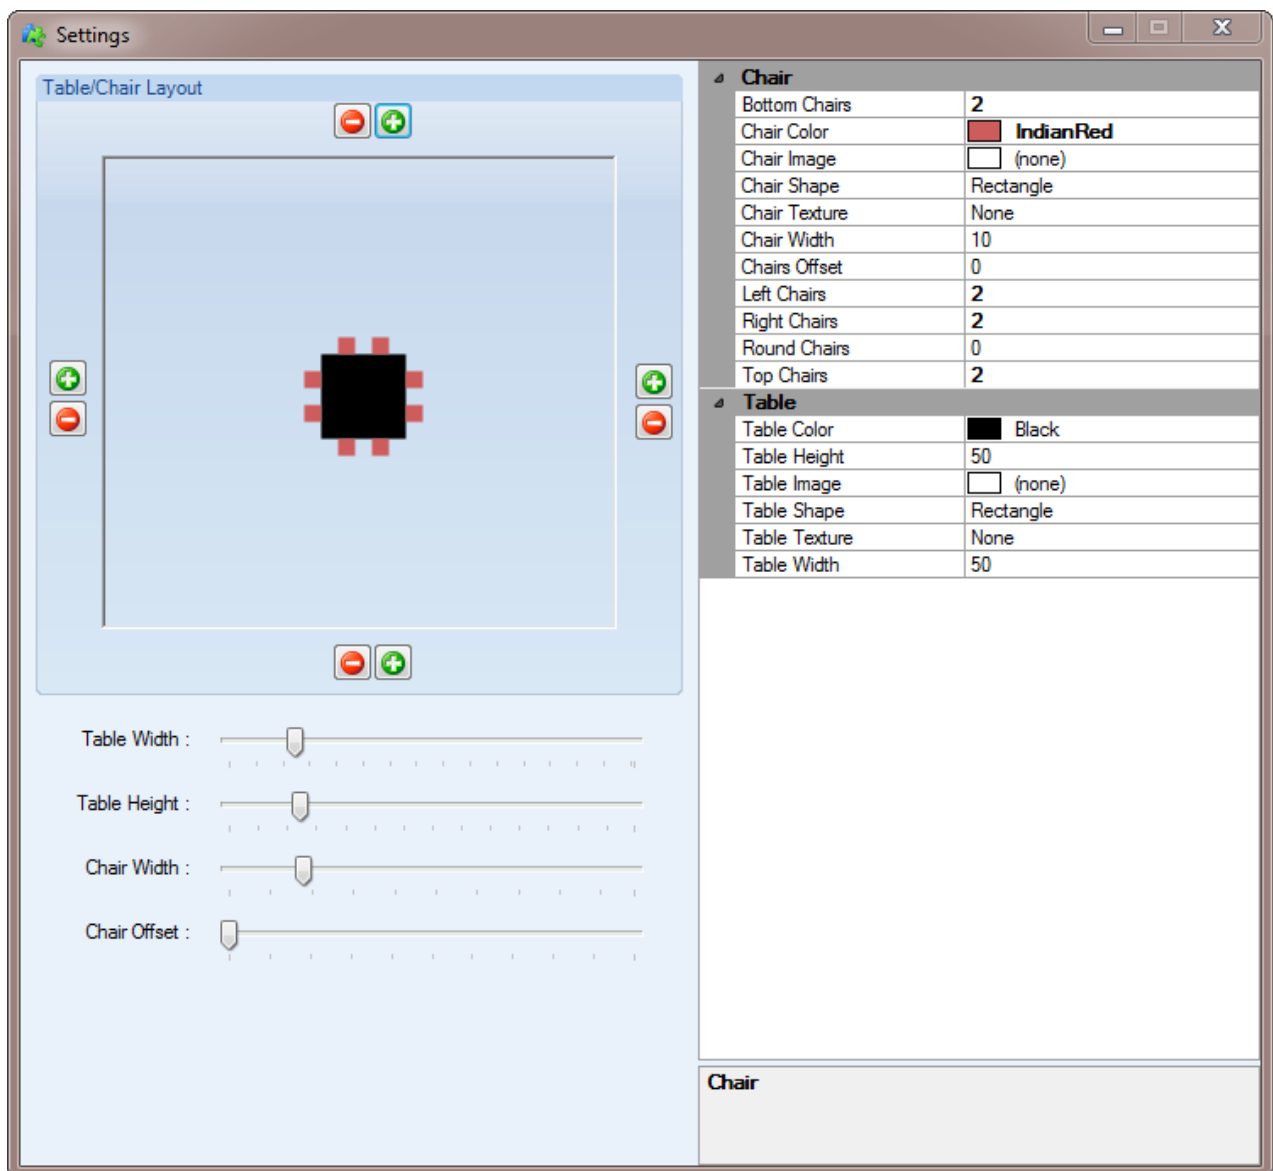 Settings
Table/Chair Layout
Table Width :
Table Height :
Chair Width :
Chair Offset :
Chair
Bottom Chairs 2
Chair Color IndianRed
Chair Image (none)
Chair Shape Rectangle
Chair Texture None
Chair Width 10
Chairs Offset 0
Left Chairs 2
Right Chairs 2
Round Chairs 0
Top Chairs 2
Table
Table Color Black
Table Height 50
Table Image (none)
Table Shape Rectangle
Table Texture None
Table Width 50
Chair